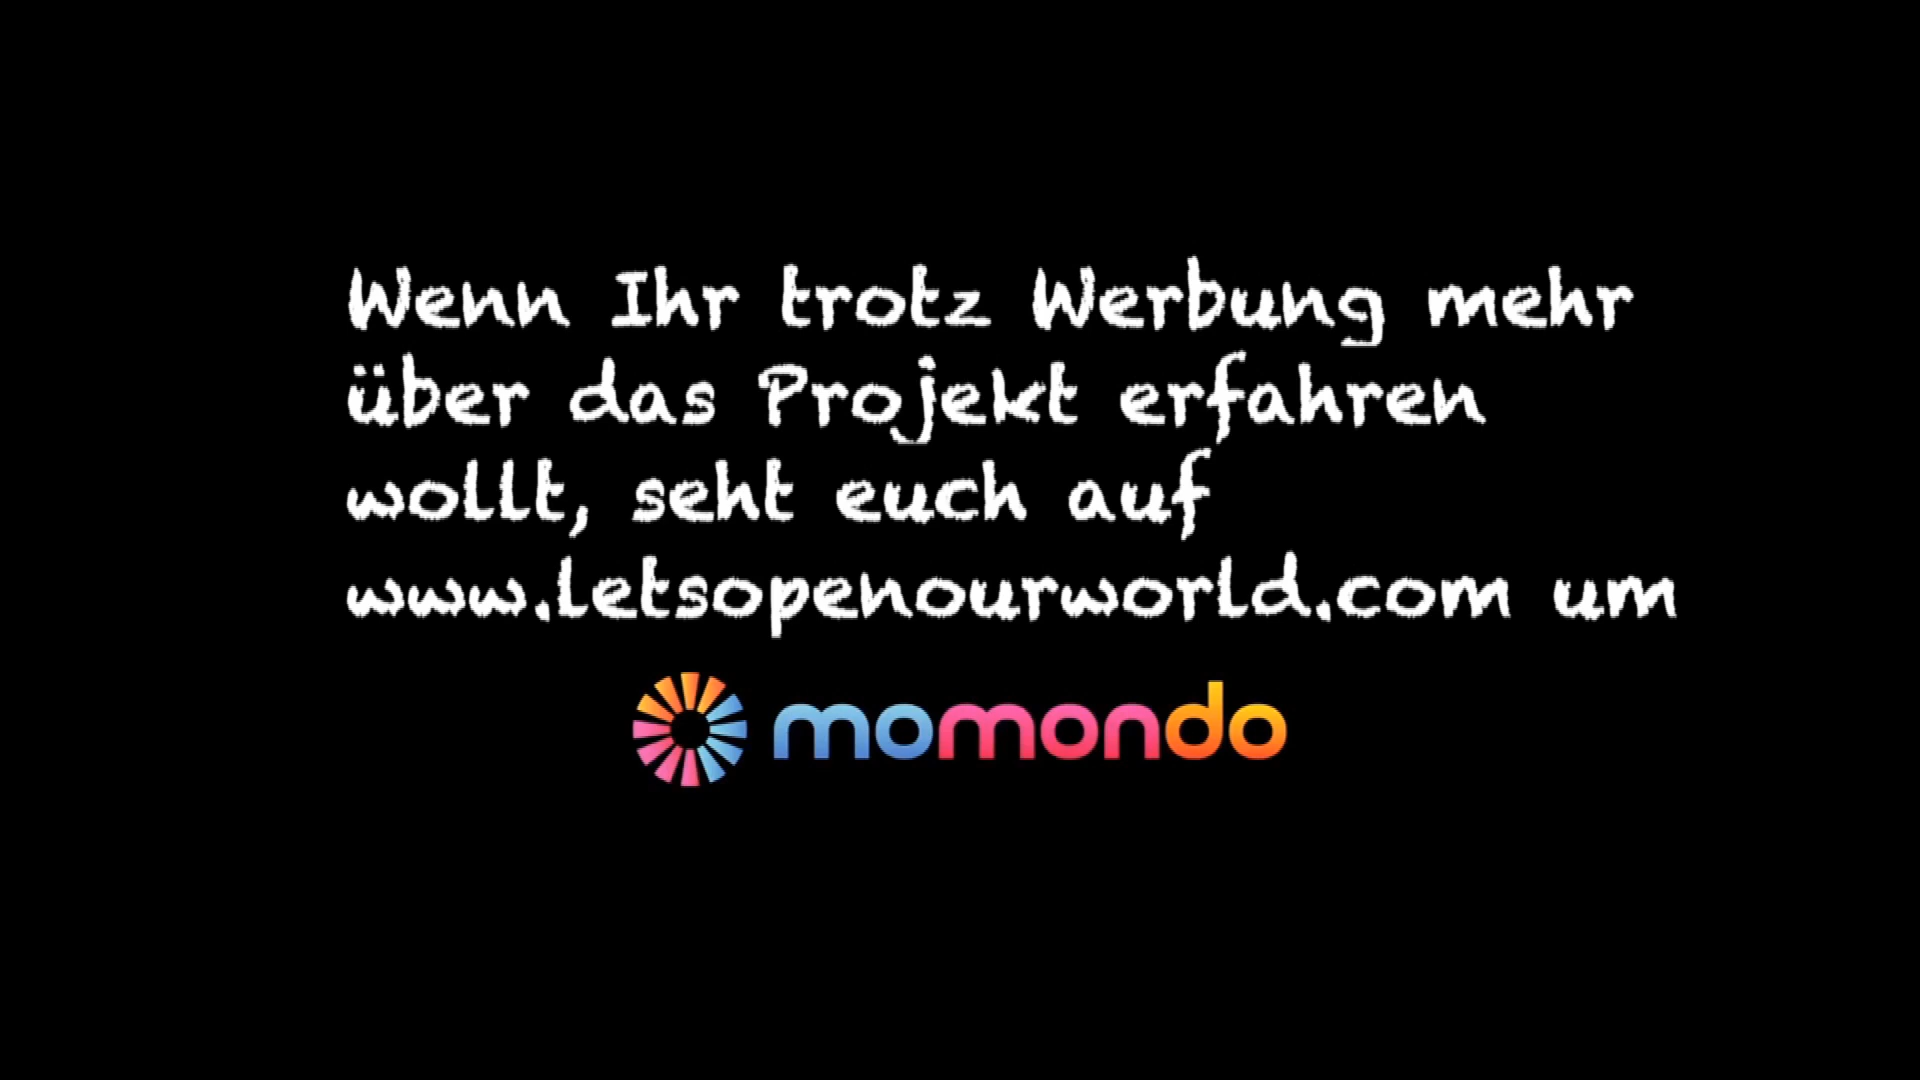 Wenn Ihr trotz Werbung mehr
über das Projekt erfahren
wollt, seht euch auf
www.letsopenourworld.com um
momondo